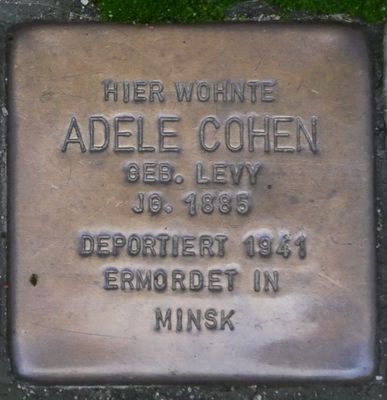 HIER WOHNTE
ADELE COHEN
GEB. LEVY
JG. 1885
DEPORTIERT 1941
ERMORDET IN
MINSK